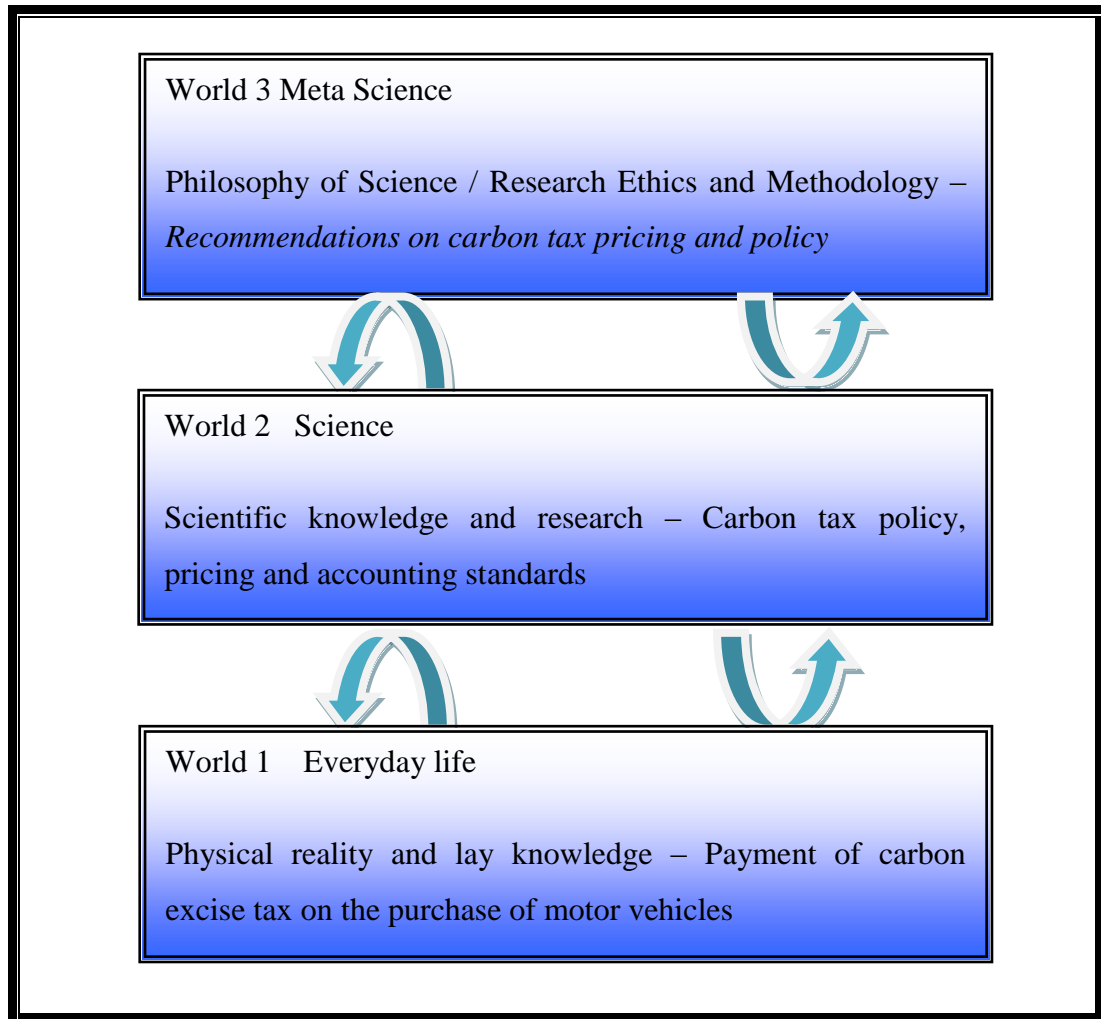 World 3 Meta Science
Philosophy of Science / Research Ethics and Methodology –
Recommendations on carbon tax pricing and policy
World 2 Science
Scientific knowledge and research – Carbon tax policy,
pricing and accounting standards
World 1 Everyday life
Physical reality and lay knowledge – Payment of carbon
excise tax on the purchase of motor vehicles